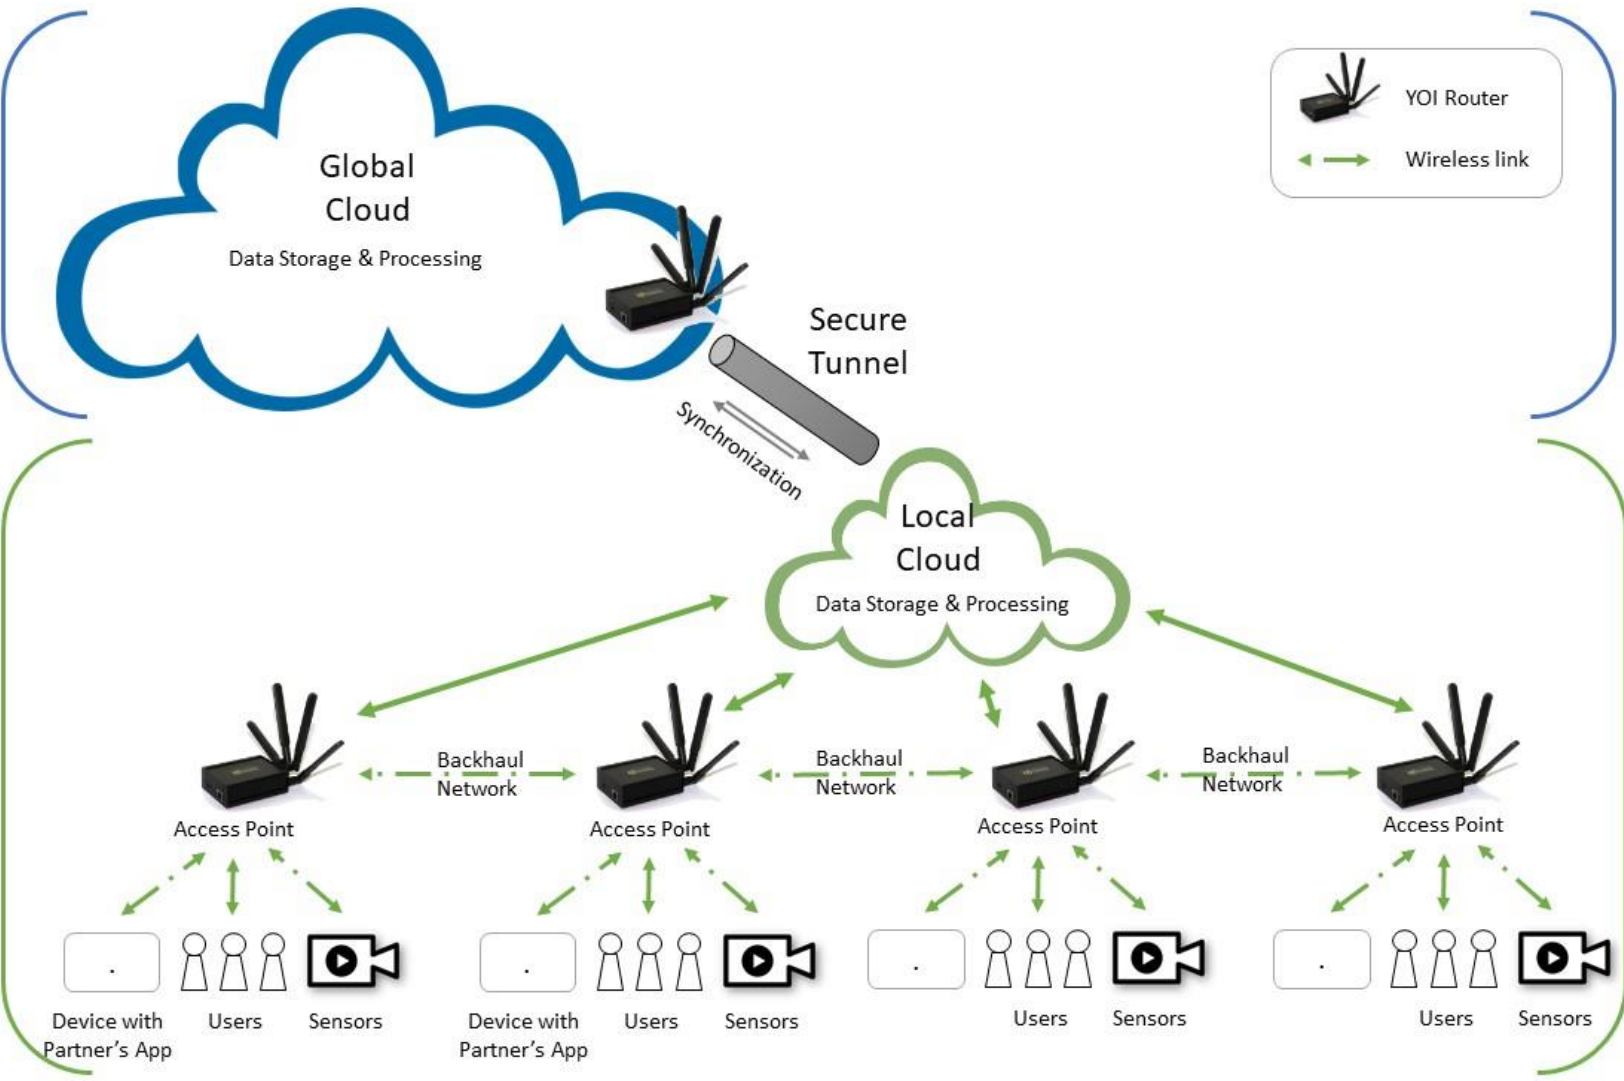 Global
Cloud
Data Storage & Processing
YOI Router
Wireless link
Secure
Tunnel
Synchronization
Local
Cloud
Data Storage & Processing
Backhaul
Network
Backhaul
Network
Backhaul
Network
Access Point
Access Point
Access Point
Access Point
.
.
.
.
Device with
Partner's App
Users
Sensors
Device with
Partner's App
Users
Sensors
Users
Sensors
Users
Sensors